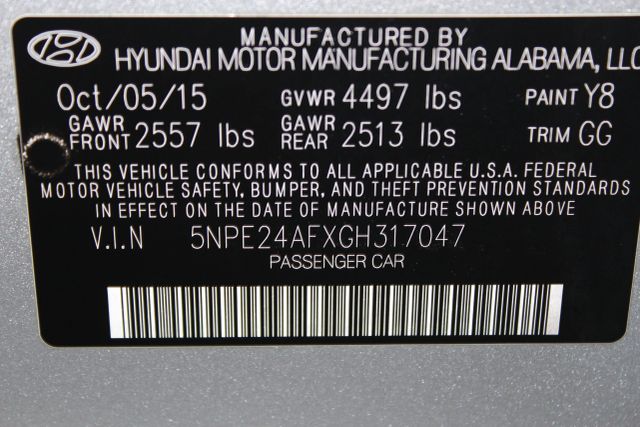 MANUFACTURED BY
HYUNDAI MOTOR MANUFACTURING ALABAMA, LLC
Oct/05/15 GVWR 4497 lbs PAINT Y8
GAWR FRONT 2557 lbs GAWR REAR 2513 lbs TRIM GG
THIS VEHICLE CONFORMS TO ALL APPLICABLE U.S.A. FEDERAL
MOTOR VEHICLE SAFETY, BUMPER, AND THEFT PREVENTION STANDARDS
IN EFFECT ON THE DATE OF MANUFACTURE SHOWN ABOVE
V.I.N 5NPE24AFXGH317047
PASSENGER CAR